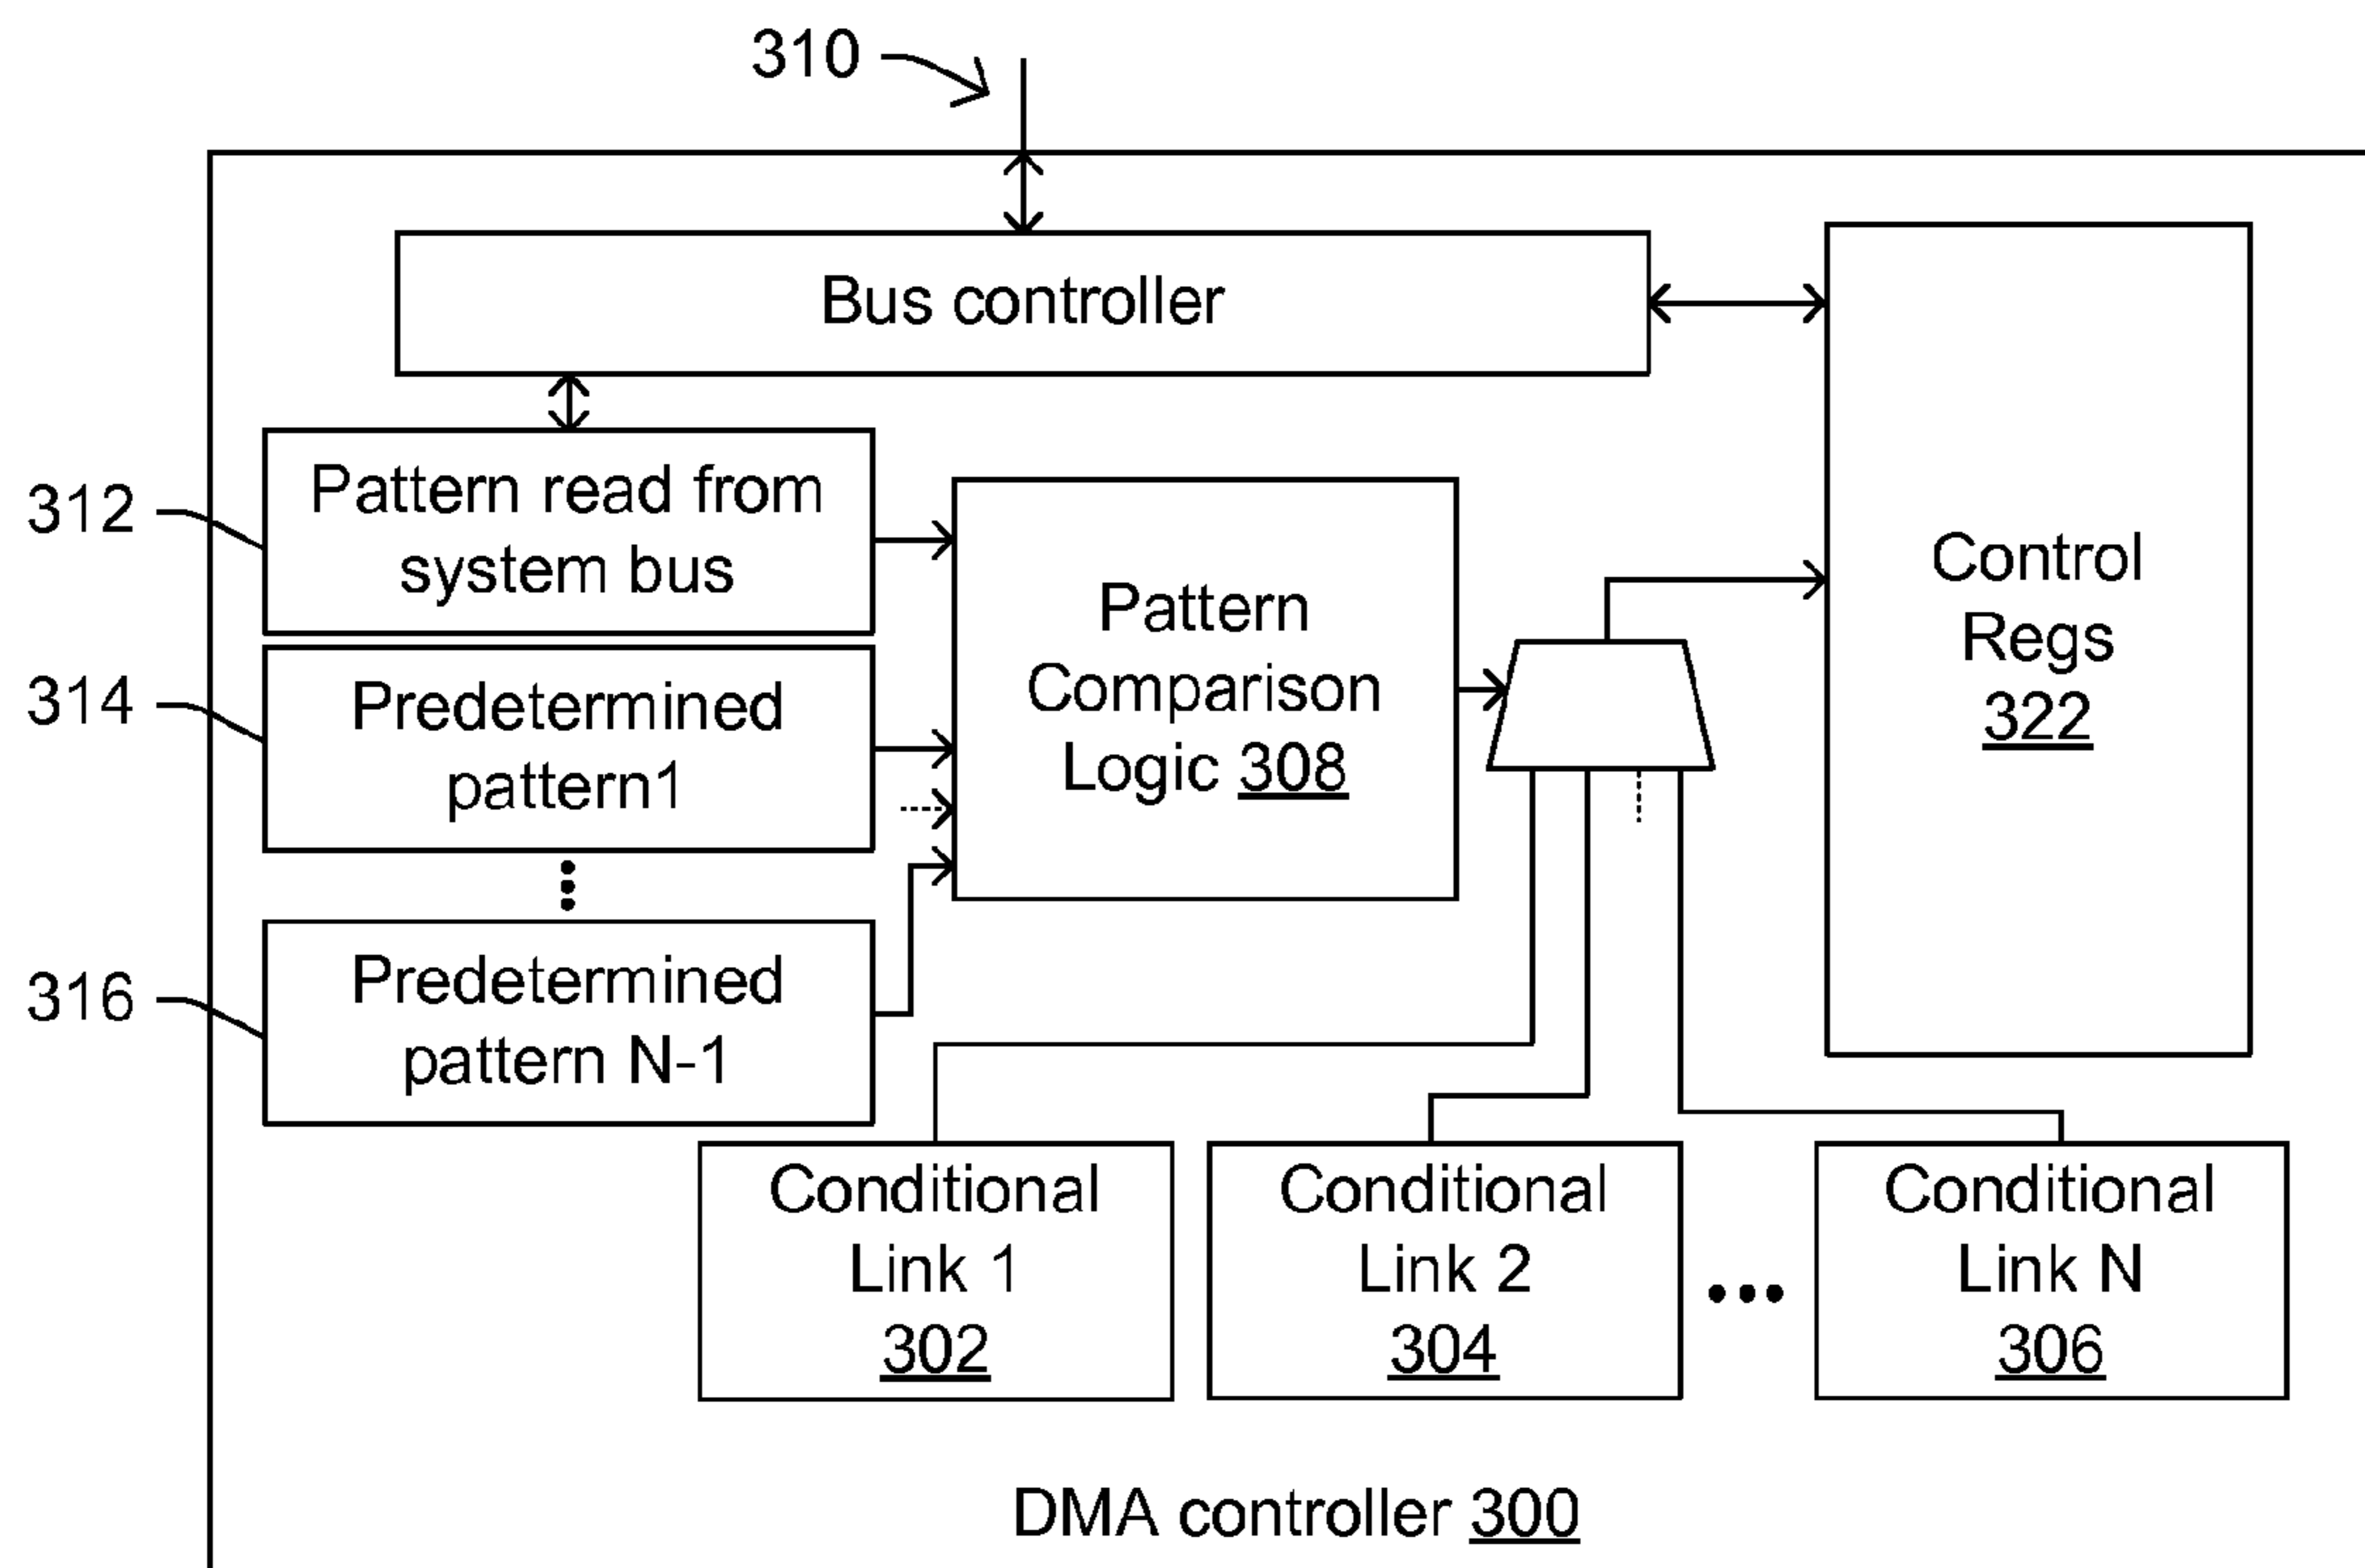 310
Bus controller
312
Pattern read from
system bus
314
Predetermined
pattern1
316
Predetermined
pattern N-1
Pattern
Comparison
Logic 308
Control
Regs
322
Conditional
Link 1
302
Conditional
Link 2
304
Conditional
Link N
306
DMA controller 300